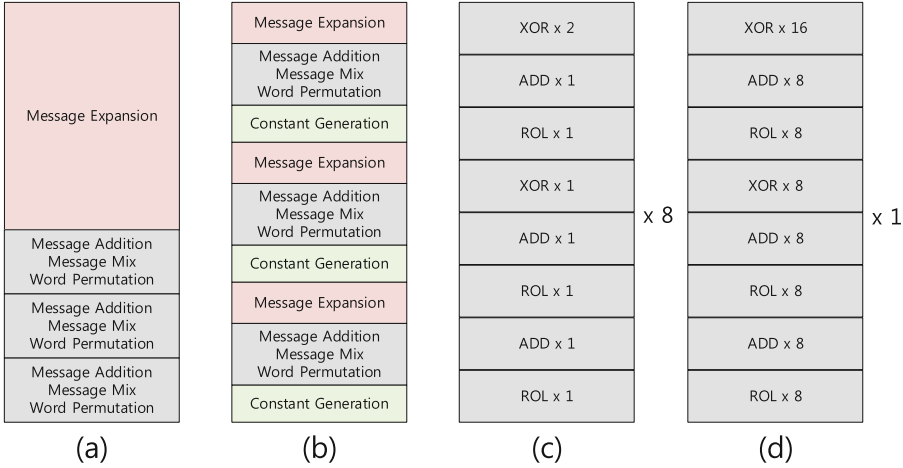 Message Expansion
Message Addition
Message Mix
Word Permutation
Message Addition
Message Mix
Word Permutation
Message Addition
Message Mix
Word Permutation
(a)
Message Expansion
Message Addition
Message Mix
Word Permutation
Constant Generation
Message Expansion
Message Addition
Message Mix
Word Permutation
Constant Generation
Message Expansion
Message Addition
Message Mix
Word Permutation
Constant Generation
(b)
XOR x 2
ADD x 1
ROL x 1
XOR x 1
ADD x 1
ROL x 1
ADD x 1
ROL x 1
x 8
(c)
XOR x 16
ADD x 8
ROL x 8
XOR x 8
ADD x 8
ROL x 8
ADD x 8
ROL x 8
x 1
(d)